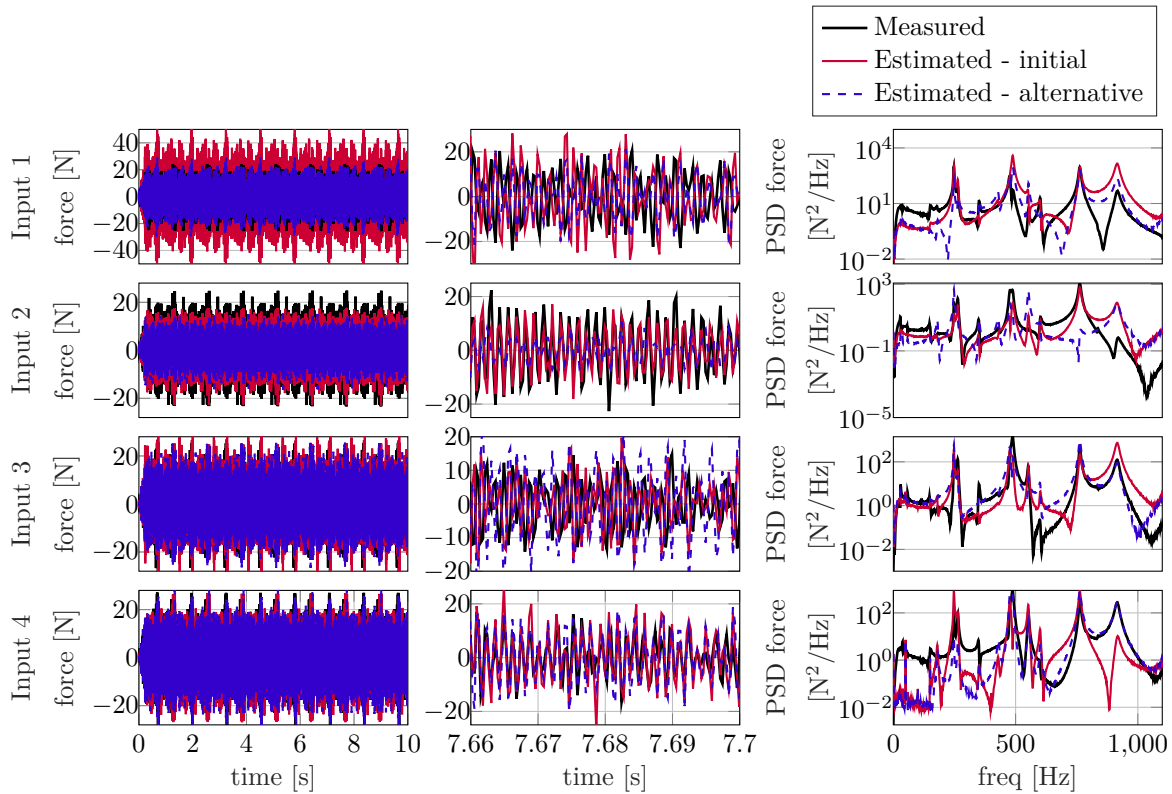 Measured
Estimated - initial
Estimated - alternative
Input 1
force [N]
40
20
0
−20
−40
20
0
−20
PSD force
[N²/Hz]
10⁴
10¹
10⁻²
Input 2
force [N]
20
0
−20
20
0
−20
PSD force
[N²/Hz]
10³
10⁻¹
10⁻⁵
Input 3
force [N]
20
0
−20
20
10
0
−10
−20
PSD force
[N²/Hz]
10²
10⁰
10⁻²
Input 4
force [N]
20
0
−20
20
0
−20
PSD force
[N²/Hz]
10²
10⁰
10⁻²
0 2 4 6 8 10
7.66 7.67 7.68 7.69 7.7
0 500 1,000
time [s]
time [s]
freq [Hz]